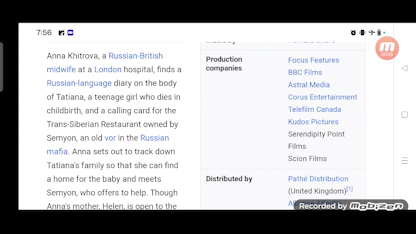 7:56
Anna Khitrova, a Russian-British
midwife at a London hospital, finds a
Russian-language diary on the body
of Tatiana, a teenage girl who dies in
childbirth, and a calling card for the
Trans-Siberian Restaurant owned by
Semyon, an old vor in the Russian
mafia. Anna sets out to track down
Tatiana's family so that she can find
a home for the baby and meets
Semyon, who offers to help. Though
Anna's mother, Helen, is open to the
Production
companies
Focus Features
BBC Films
Astral Media
Corus Entertainment
Telefilm Canada
Kudos Pictures
Serendipity Point
Films
Scion Films
Distributed by
Pathé Distribution
(United Kingdom)[1]
Recorded by Mobizen